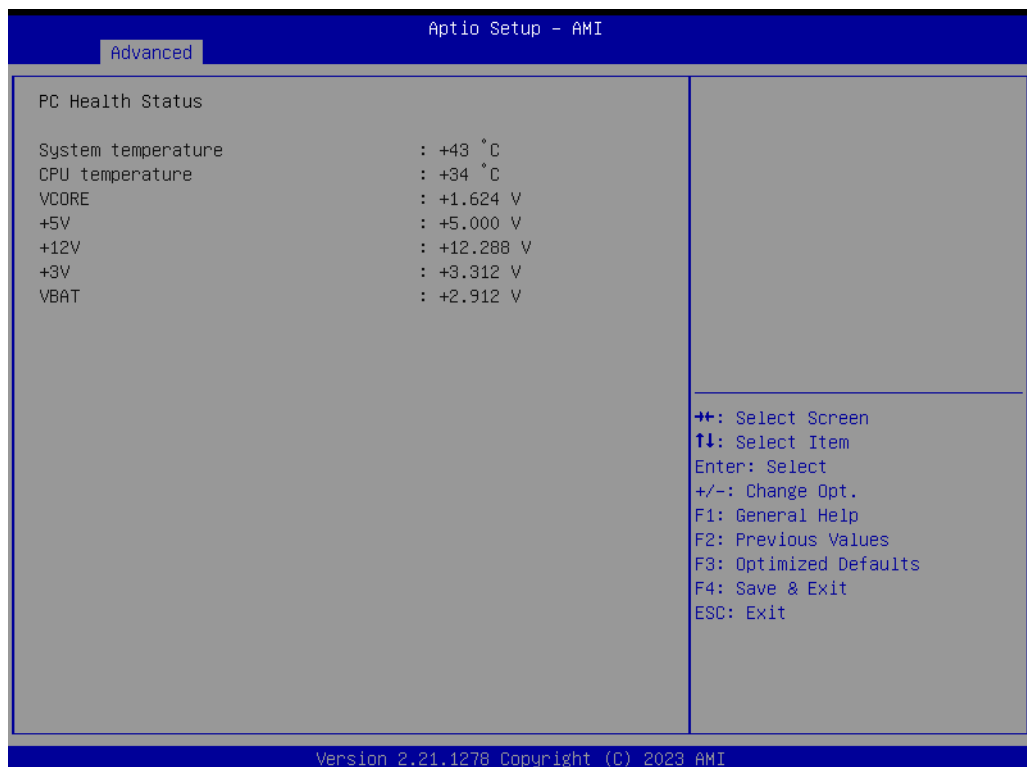 Aptio Setup – AMI
Advanced
PC Health Status
System temperature : +43 °C
CPU temperature : +34 °C
VCORE : +1.624 V
+5V : +5.000 V
+12V : +12.288 V
+3V : +3.312 V
VBAT : +2.912 V
→←: Select Screen
↑↓: Select Item
Enter: Select
+/-: Change Opt.
F1: General Help
F2: Previous Values
F3: Optimized Defaults
F4: Save & Exit
ESC: Exit
Version 2.21.1278 Copyright (C) 2023 AMI